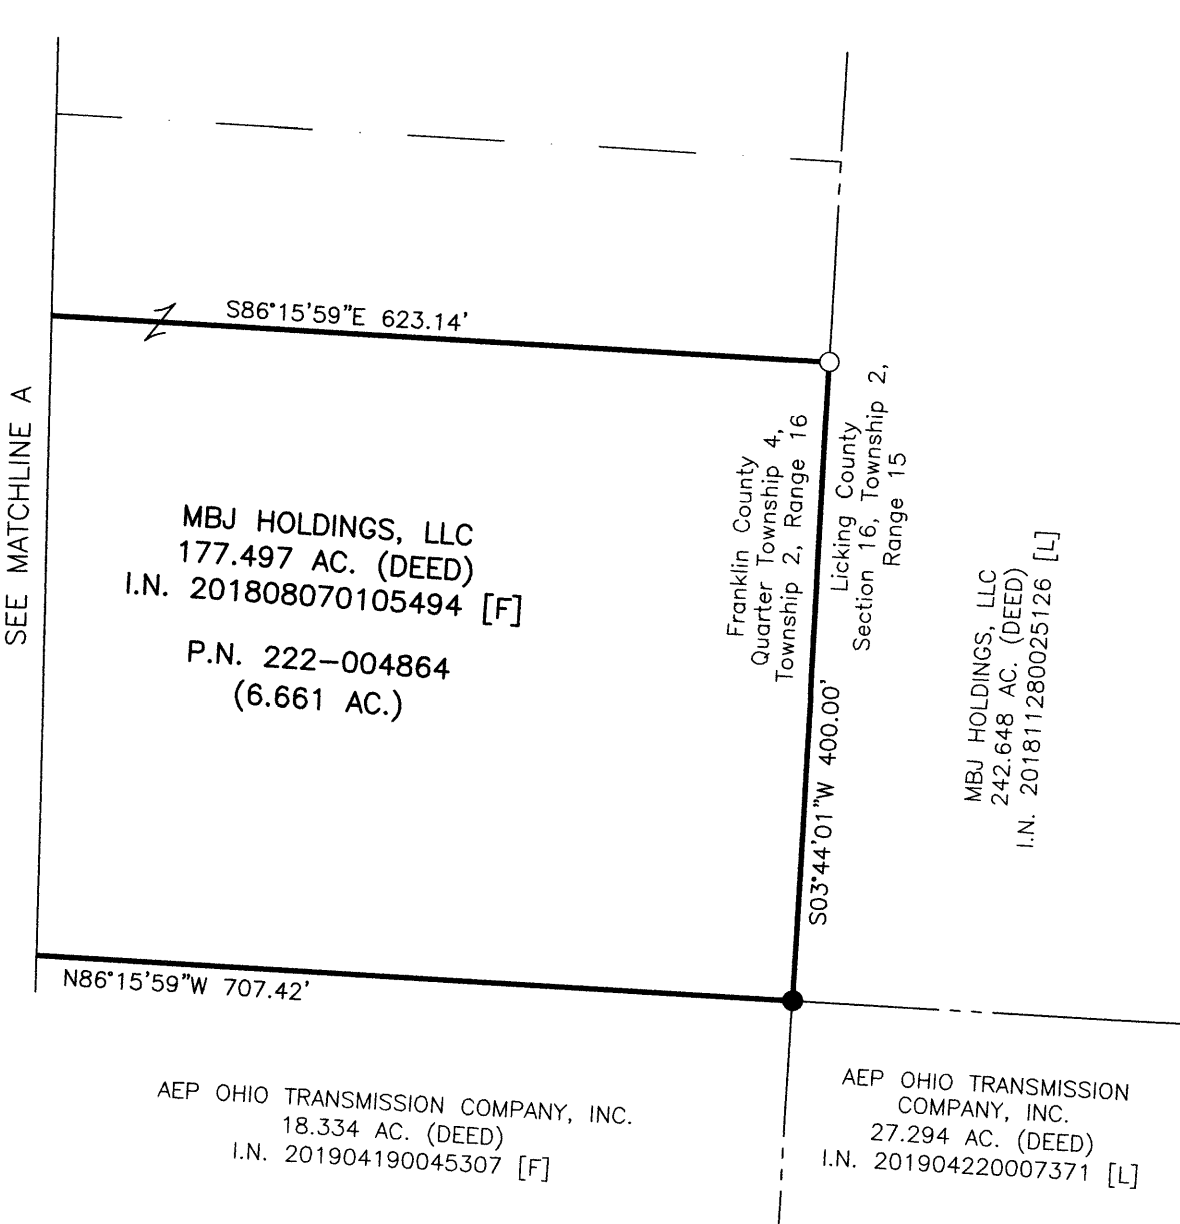 S86°15'59"E 623.14'
SEE MATCHLINE A
MBJ HOLDINGS, LLC
177.497 AC. (DEED)
I.N. 201808070105494 [F]
P.N. 222-004864
(6.661 AC.)
Franklin County
Quarter Township 4,
Township 2, Range 16
Licking County
Section 16, Township 2,
Range 15
S03°44'01"W 400.00'
MBJ HOLDINGS, LLC
242.648 AC. (DEED)
I.N. 201811280025126 [L]
N86°15'59"W 707.42'
AEP OHIO TRANSMISSION COMPANY, INC.
18.334 AC. (DEED)
I.N. 201904190045307 [F]
AEP OHIO TRANSMISSION
COMPANY, INC.
27.294 AC. (DEED)
I.N. 201904220007371 [L]